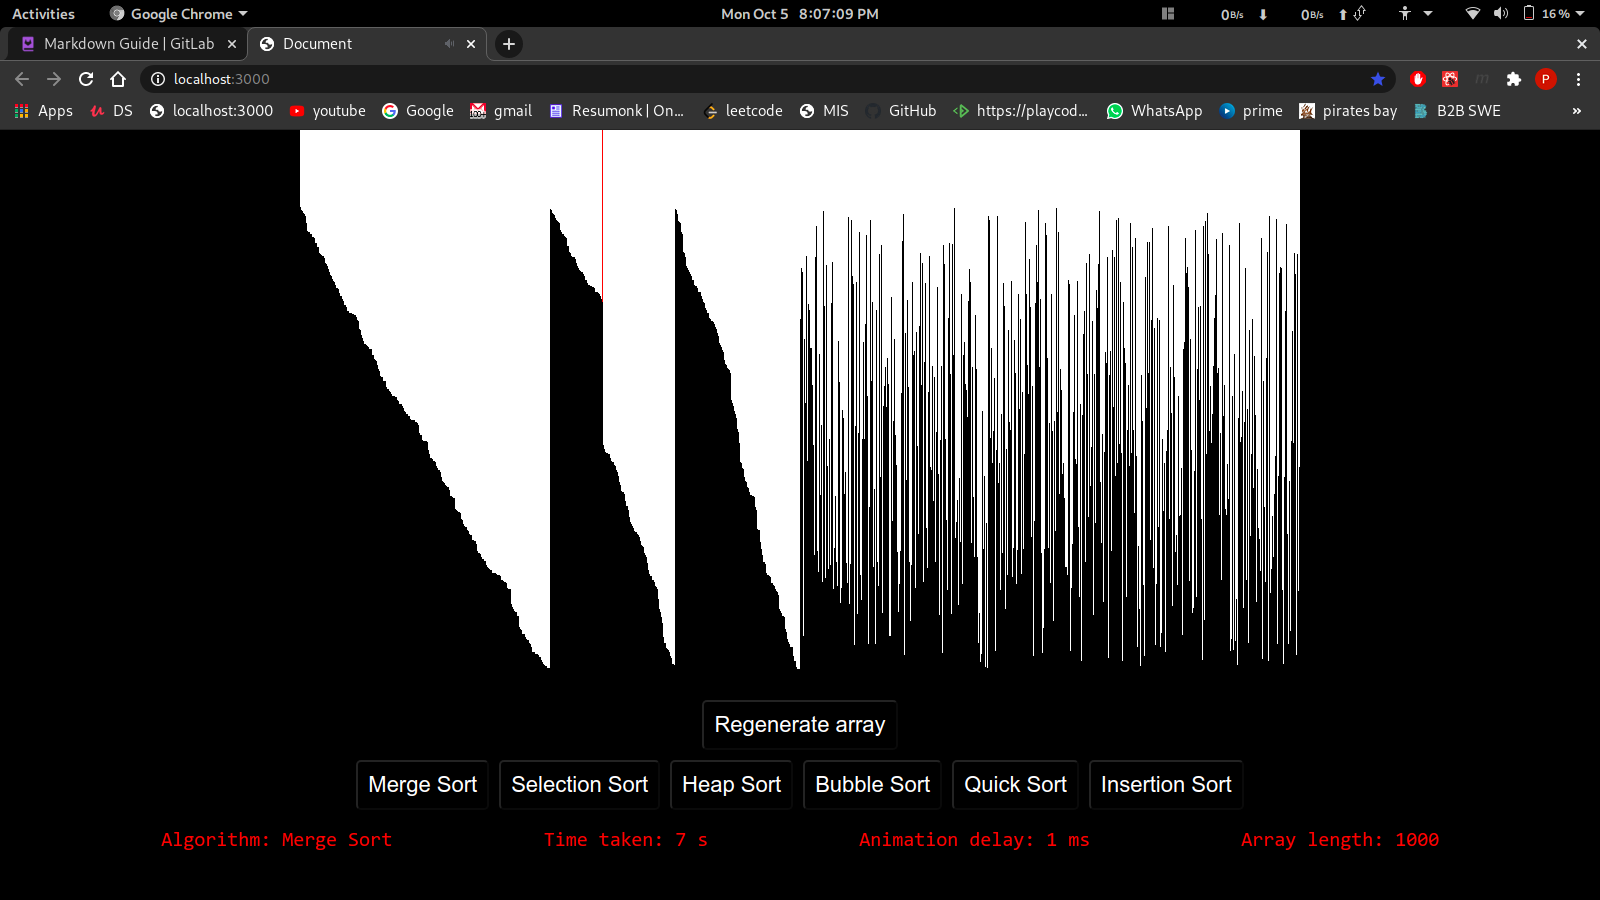 Activities Google Chrome Mon Oct 5 8:07:09 PM 0B/s 0B/s 16 %
Markdown Guide | GitLab Document
localhost:3000 P
Apps DS localhost:3000 youtube Google gmail Resumonk | On... leetcode MIS GitHub https://playcod... WhatsApp prime pirates bay B2B SWE »
Regenerate array
Merge Sort Selection Sort Heap Sort Bubble Sort Quick Sort Insertion Sort
Algorithm: Merge Sort Time taken: 7 s Animation delay: 1 ms Array length: 1000